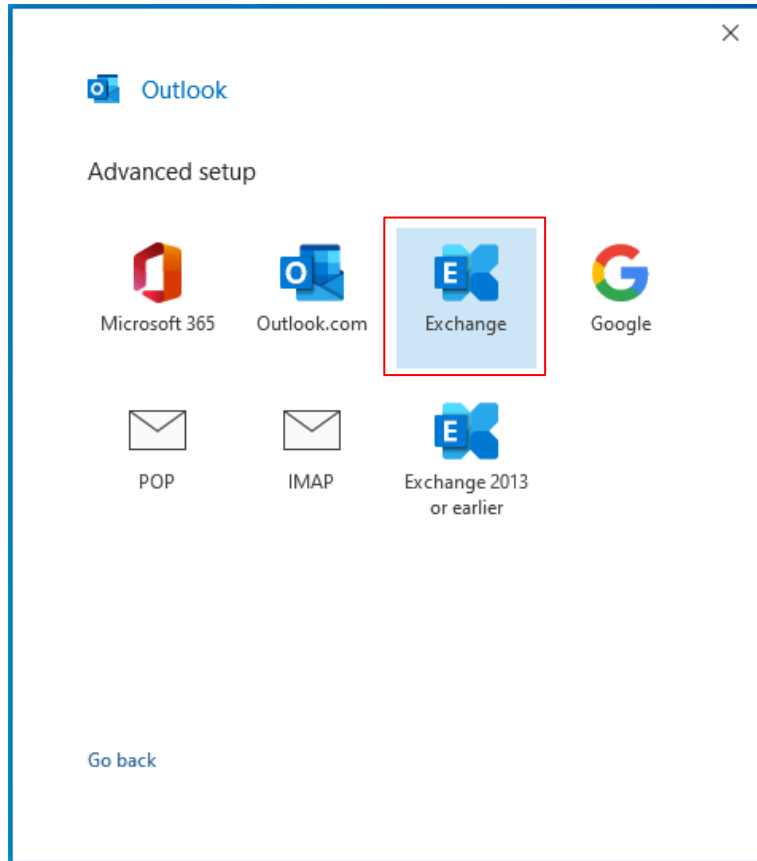 Outlook
Advanced setup
Microsoft 365
Outlook.com
Exchange
Google
POP
IMAP
Exchange 2013
or earlier
Go back